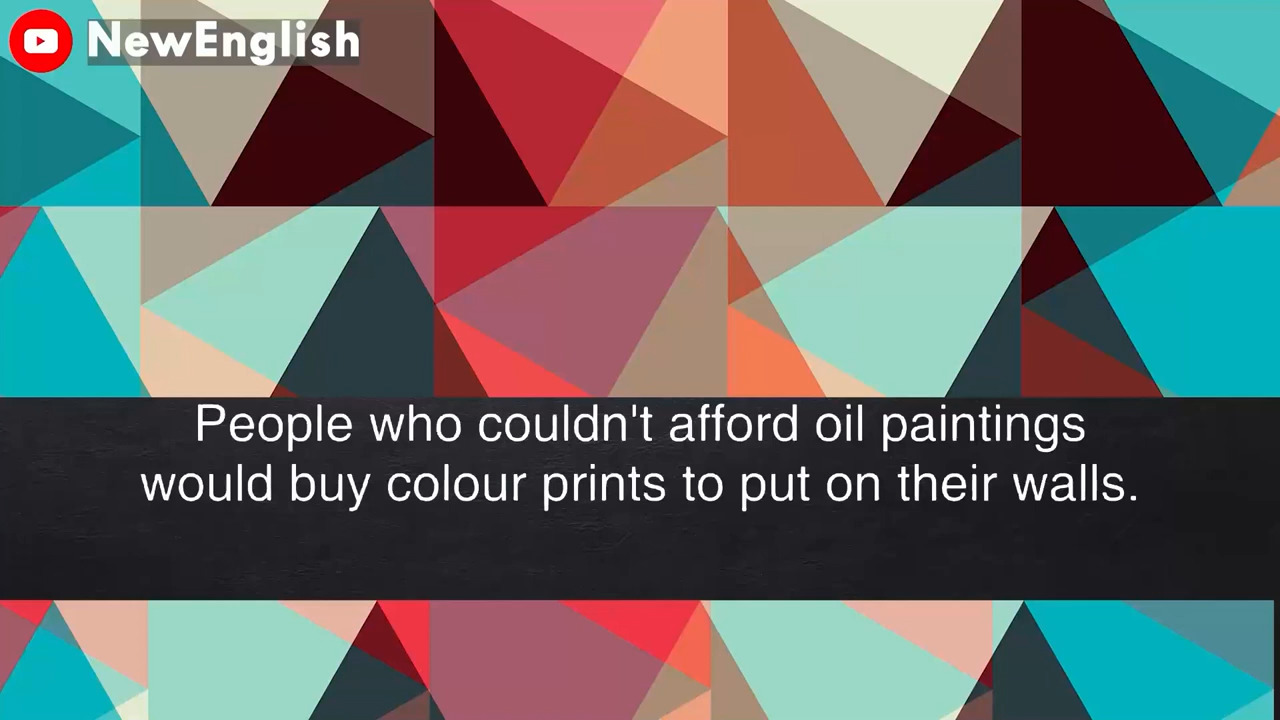 NewEnglish
People who couldn't afford oil paintings
would buy colour prints to put on their walls.